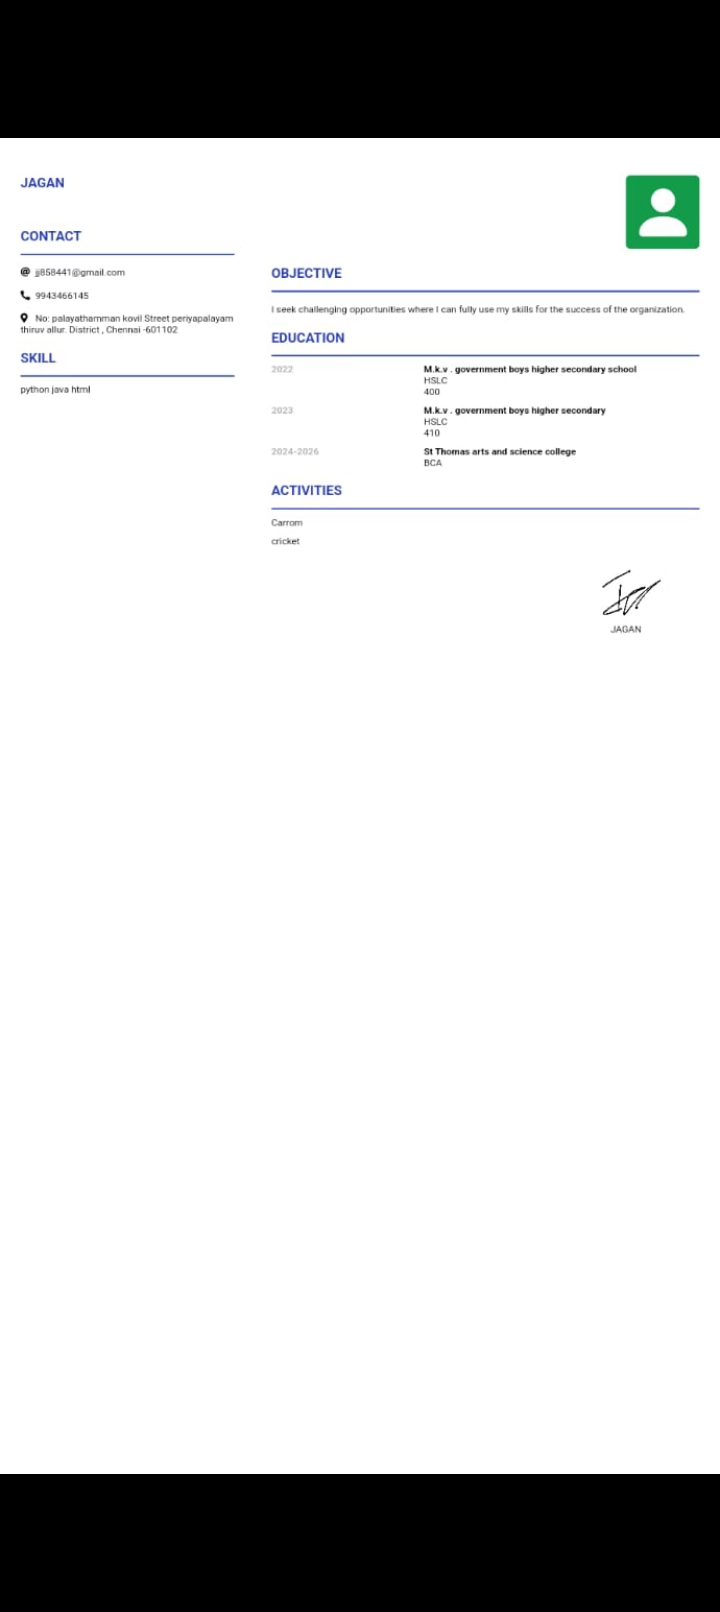 JAGAN
CONTACT
@ jj858441@gmail.com
9943466145
No: palayathamman kovil Street periyapalayam
thiruv allur. District , Chennai -601102
SKILL
python java html
OBJECTIVE
I seek challenging opportunities where I can fully use my skills for the success of the organization.
EDUCATION
2022 M.k.v . government boys higher secondary school
HSLC
400
2023 M.k.v . government boys higher secondary
HSLC
410
2024-2026 St Thomas arts and science college
BCA
ACTIVITIES
Carrom
cricket
JAGAN